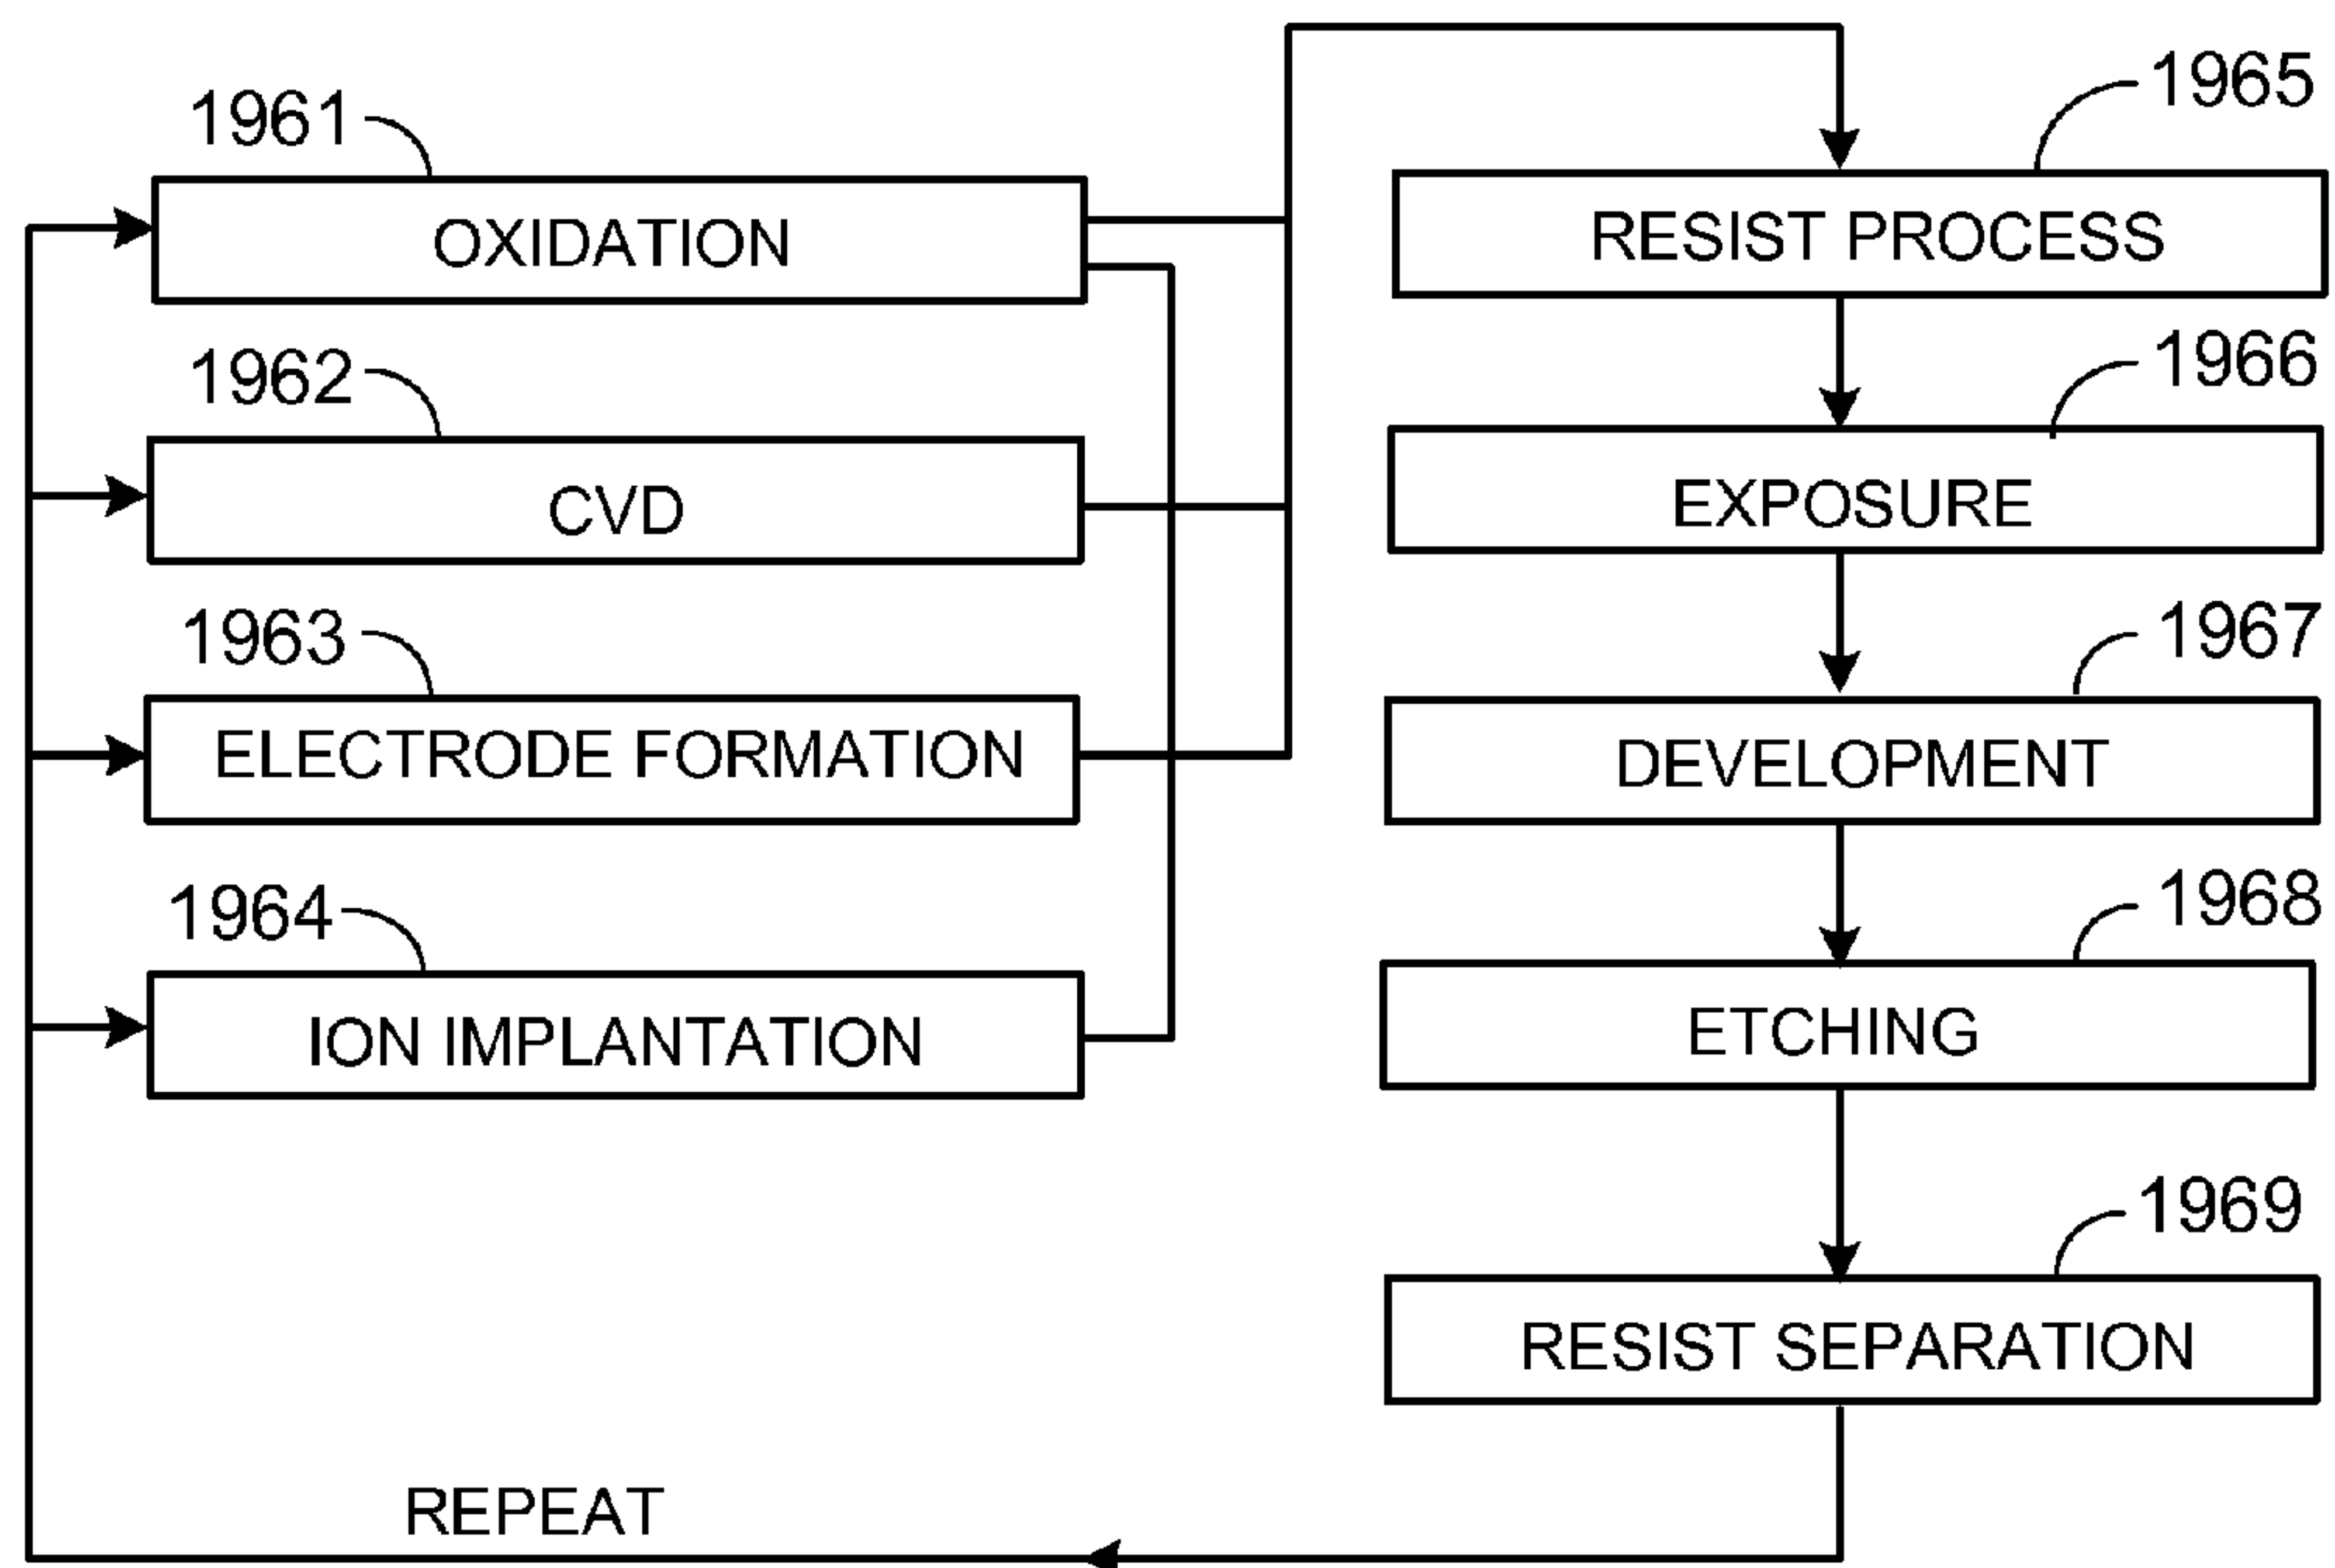 1961
OXIDATION
1962
CVD
1963
ELECTRODE FORMATION
1964
ION IMPLANTATION
1965
RESIST PROCESS
1966
EXPOSURE
1967
DEVELOPMENT
1968
ETCHING
1969
RESIST SEPARATION
REPEAT